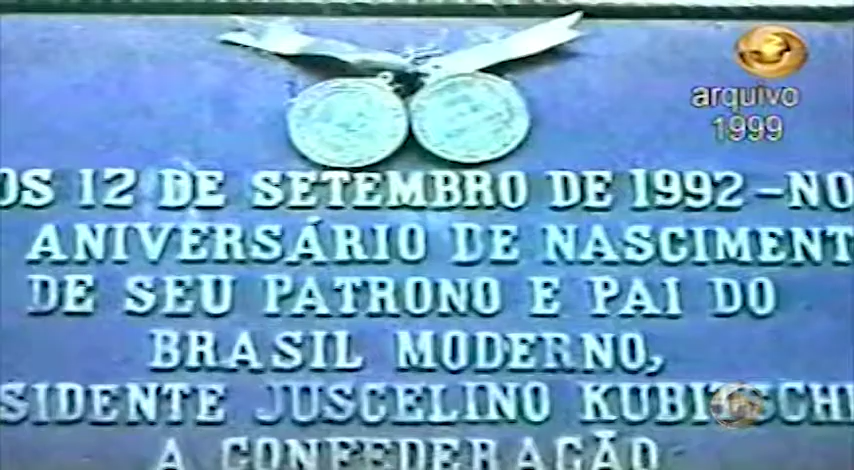 arquivo
1999
OS 12 DE SETEMBRO DE 1992 - NO
ANIVERSÁRIO DE NASCIMENT
DE SEU PATRONO E PAI DO
BRASIL MODERNO,
SIDENTE JUSCELINO KUBITSCHE
A CONFEDERAÇÃO